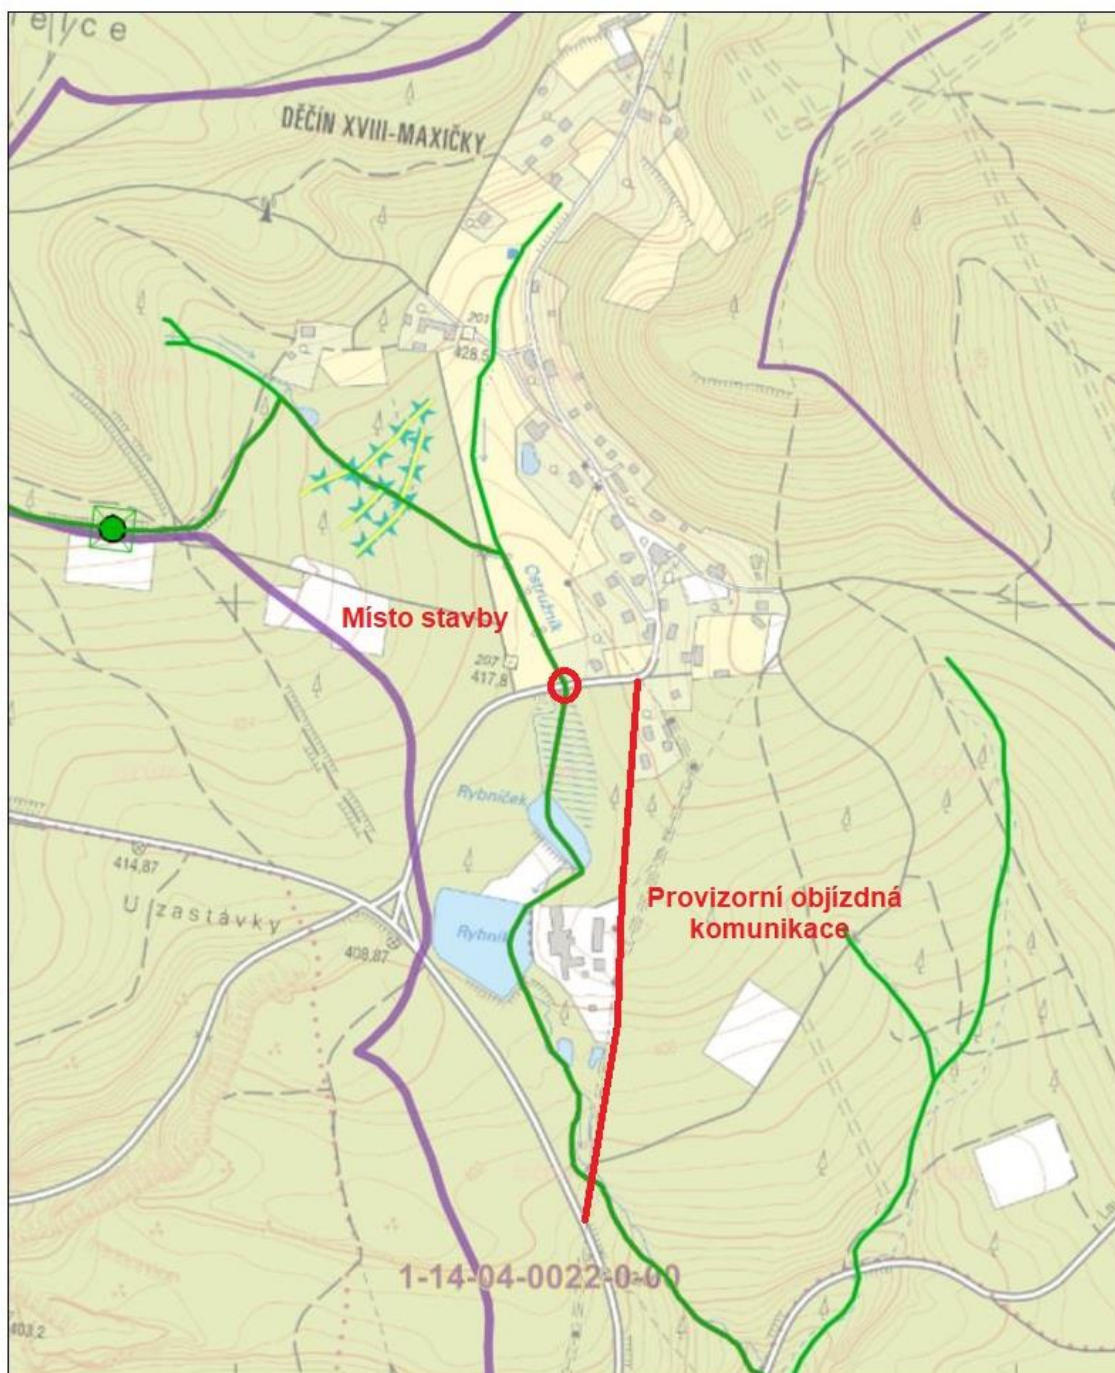 DĚČÍN XVIII-MAXIČKY
201
428,5
Ostružník
Místo stavby
207
417,8
Rybníček
414,87
U zastávky
Provizorní objízdná
komunikace
Rybník
408,87
1-14-04-0022-0-00
403,2